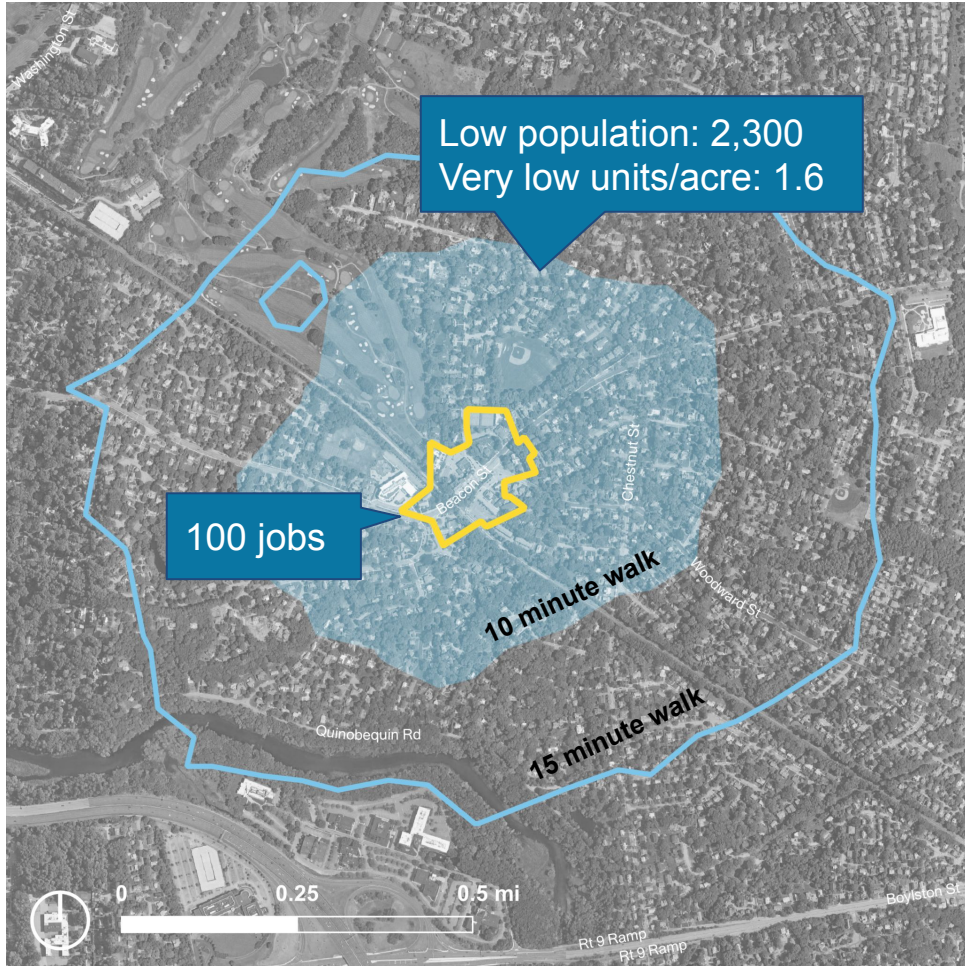 Washington St
Low population: 2,300
Very low units/acre: 1.6
Chestnut St
Beacon St
100 jobs
10 minute walk
Woodward St
15 minute walk
Quinobequin Rd
0 0.25 0.5 mi
Boylston St
Rt 9 Ramp
Rt 9 Ramp